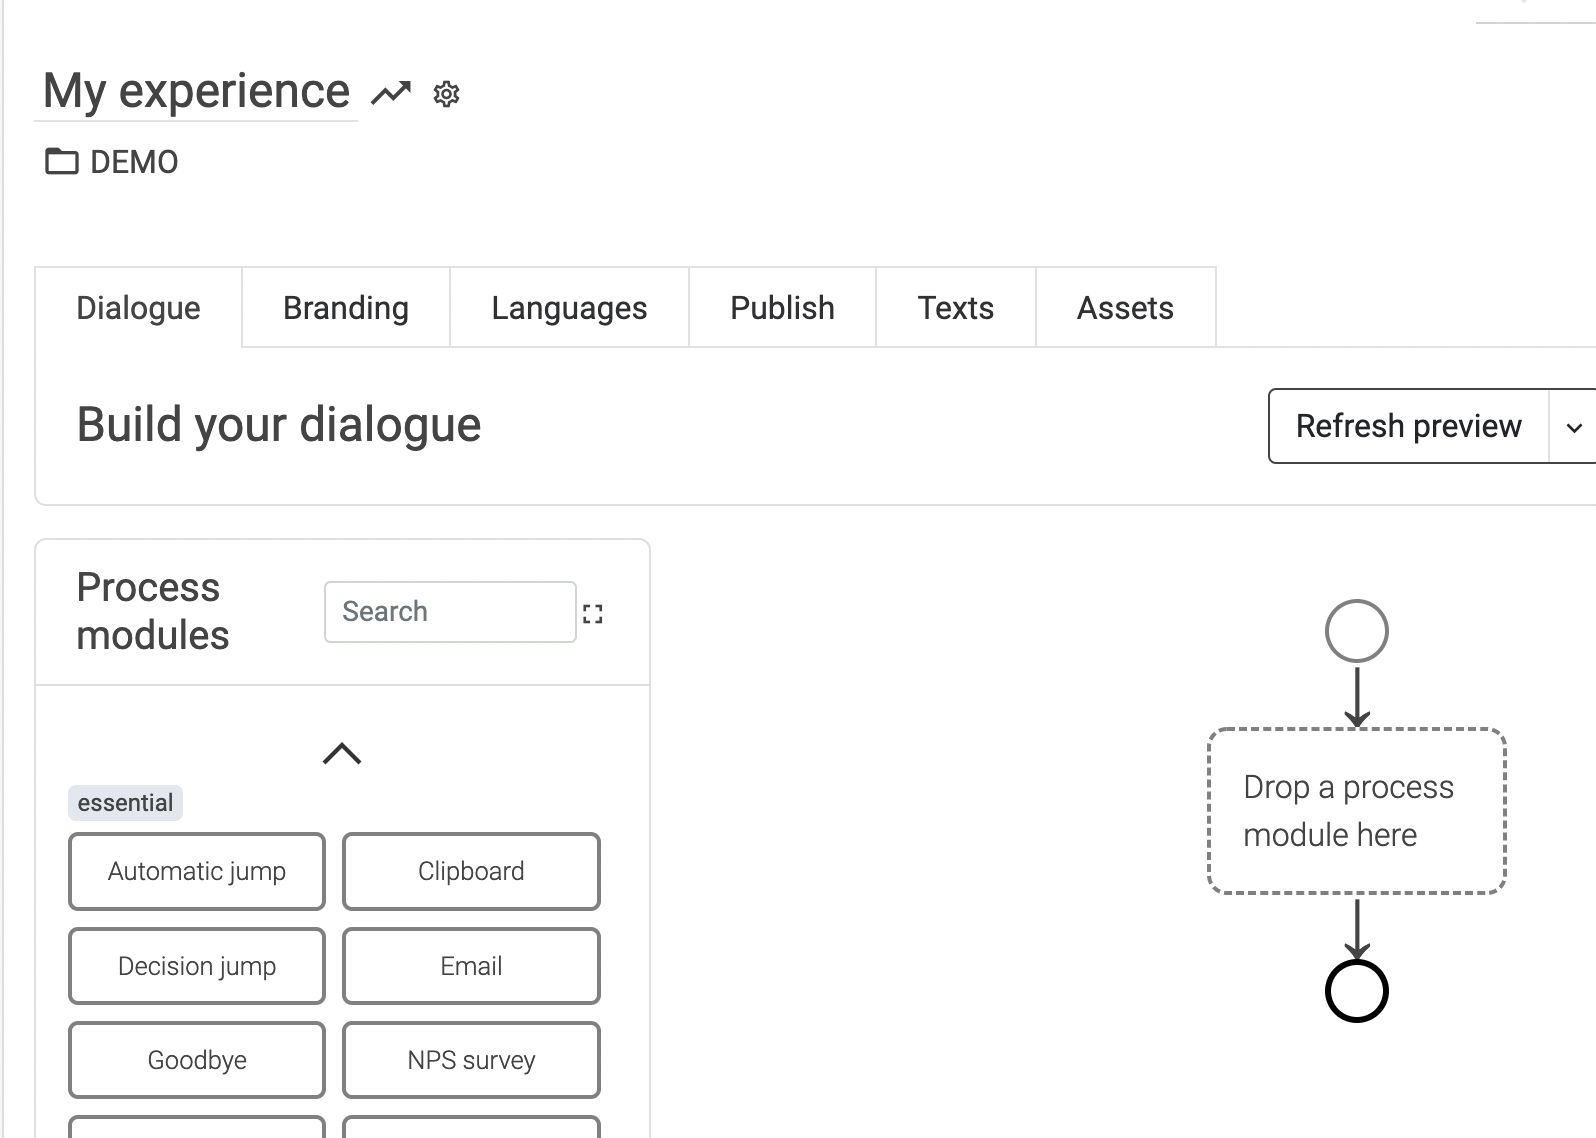 My experience
DEMO
Dialogue
Branding
Languages
Publish
Texts
Assets
Build your dialogue
Refresh preview
Process
modules
Search
essential
Automatic jump
Clipboard
Decision jump
Email
Goodbye
NPS survey
Drop a process
module here